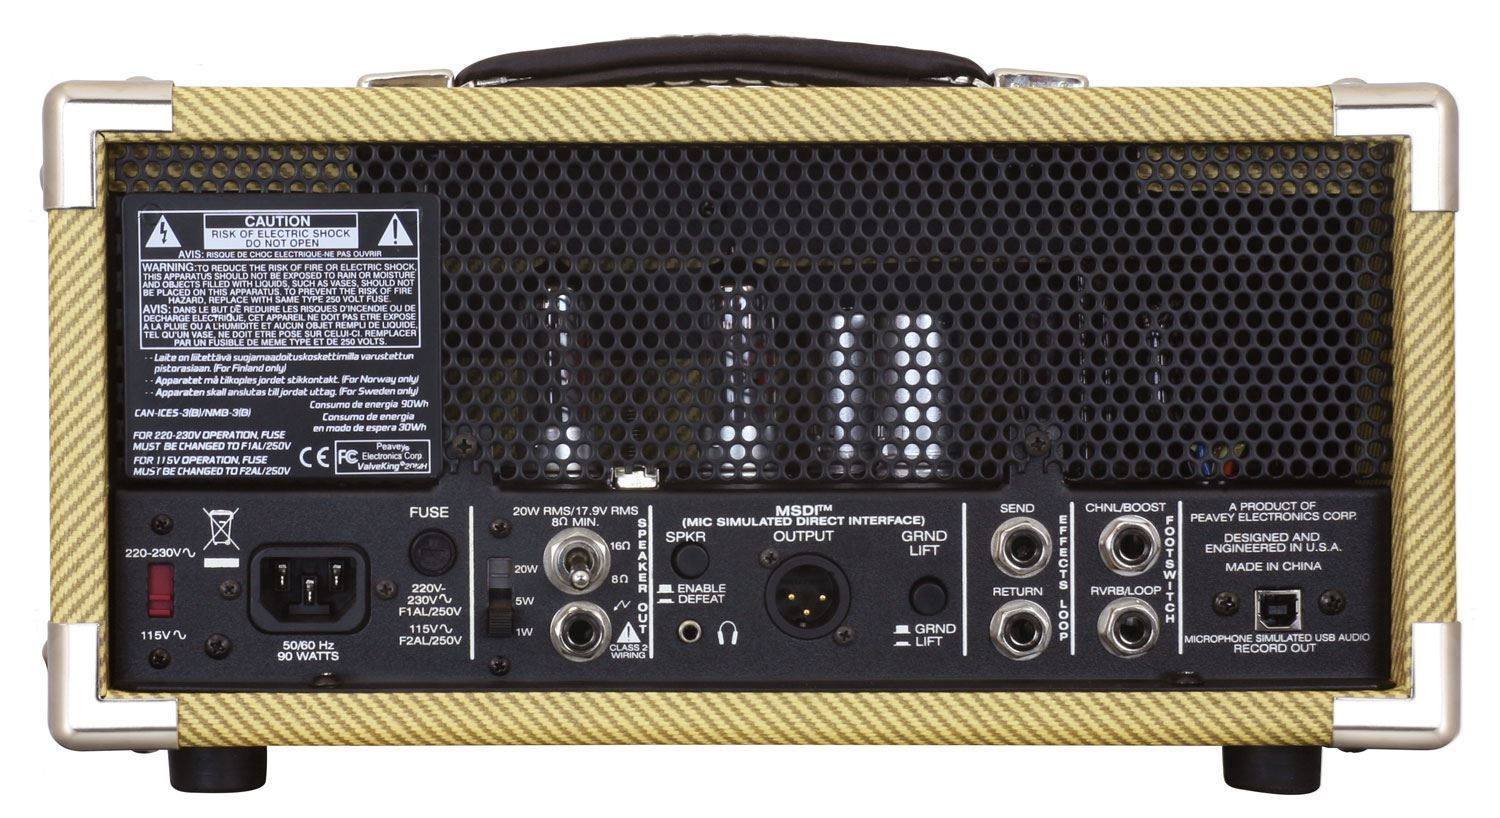 CAUTION
RISK OF ELECTRIC SHOCK
DO NOT OPEN
AVIS: RISQUE DE CHOC ELECTRIQUE-NE PAS OUVRIR
WARNING:TO REDUCE THE RISK OF FIRE OR ELECTRIC SHOCK,
THIS APPARATUS SHOULD NOT BE EXPOSED TO RAIN OR MOISTURE
AND OBJECTS FILLED WITH LIQUIDS, SUCH AS VASES, SHOULD NOT
BE PLACED ON THIS APPARATUS. TO PREVENT THE RISK OF FIRE
HAZARD, REPLACE WITH SAME TYPE 250 VOLT FUSE.
AVIS: DANS LE BUT DE REDUIRE LES RISQUES D'INCENDIE OU DE
DECHARGE ELECTRIQUE, CET APPAREIL NE DOIT PAS ETRE EXPOSE
A LA PLUIE OU A L'HUMIDITE ET AUCUN OBJET REMPLI DE LIQUIDE,
TEL QU'UN VASE, NE DOIT ETRE POSE SUR CELUI-CI. REMPLACER
PAR UN FUSIBLE DE MEME TYPE ET DE 250 VOLTS.
- - Laite on liitettävä suojamaadoituskoskettimilla varustettun
pistorasiaan. (For Finland only)
- - Apparatet må tilkoples jordet stikkontakt. (For Norway only)
- - Apparaten skall anslutas till jordat uttag. (For Sweden only)
Consumo de energía 90Wh
CAN-ICES-3(B)/NMB-3(B)
Consumo de energía
en modo de espera 30Wh
FOR 220-230V OPERATION, FUSE
MUST BE CHANGED TO F1AL/250V
FOR 115V OPERATION, FUSE
MUST BE CHANGED TO F2AL/250V
CE
FC
Peavey®
Electronics Corp.
ValveKing® 20MH
220-230V
115V
50/60 Hz
90 WATTS
FUSE
220V-
230V
F1AL/250V
115V
F2AL/250V
20W RMS/17.9V RMS
8Ω MIN.
20W
5W
1W
16Ω
8Ω
CLASS 2
WIRING
SPEAKER OUT
MSDI™
(MIC SIMULATED DIRECT INTERFACE)
SPKR
ENABLE
DEFEAT
OUTPUT
GRND
LIFT
GRND
LIFT
SEND
RETURN
EFFECTS LOOP
CHNL/BOOST
RVRB/LOOP
FOOTSWITCH
A PRODUCT OF
PEAVEY ELECTRONICS CORP.
DESIGNED AND
ENGINEERED IN U.S.A.
MADE IN CHINA
MICROPHONE SIMULATED USB AUDIO
RECORD OUT